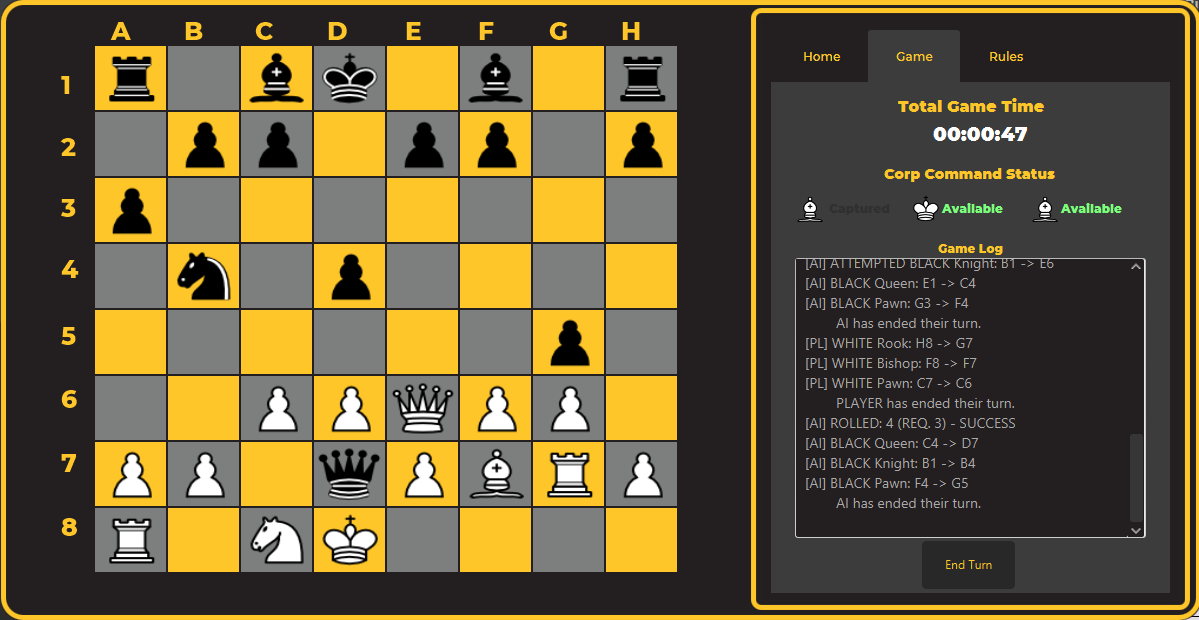 A B C D E F G H
1
2
3
4
5
6
7
8
Home Game Rules
Total Game Time
00:00:47
Corp Command Status
Captured Available Available
Game Log
[AI] ATTEMPTED BLACK Knight: B1 -> E6
[AI] BLACK Queen: E1 -> C4
[AI] BLACK Pawn: G3 -> F4
AI has ended their turn.
[PL] WHITE Rook: H8 -> G7
[PL] WHITE Bishop: F8 -> F7
[PL] WHITE Pawn: C7 -> C6
PLAYER has ended their turn.
[AI] ROLLED: 4 (REQ. 3) - SUCCESS
[AI] BLACK Queen: C4 -> D7
[AI] BLACK Knight: B1 -> B4
[AI] BLACK Pawn: F4 -> G5
AI has ended their turn.
End Turn